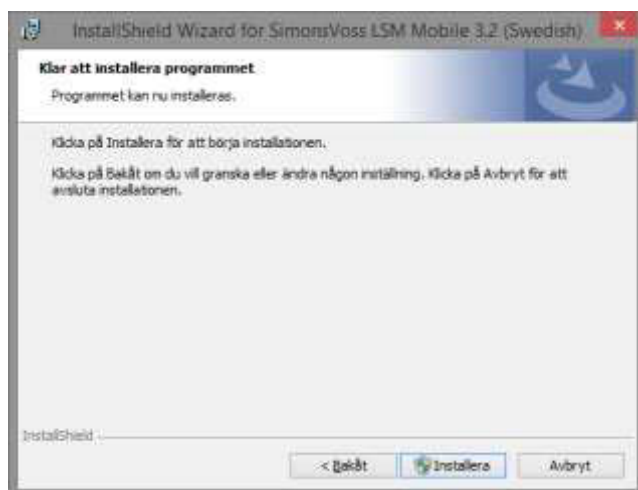 InstallShield Wizard for SimonsVoss LSM Mobile 3.2 (Swedish)
Klar att installera programmet
Programmet kan nu installeras.
Klicka på Installera för att börja installationen.
Klicka på Bakåt om du vill granska eller ändra någon inställning. Klicka på Avbryt för att
avsluta installationen.
InstallShield
< Bakåt Installera Avbryt